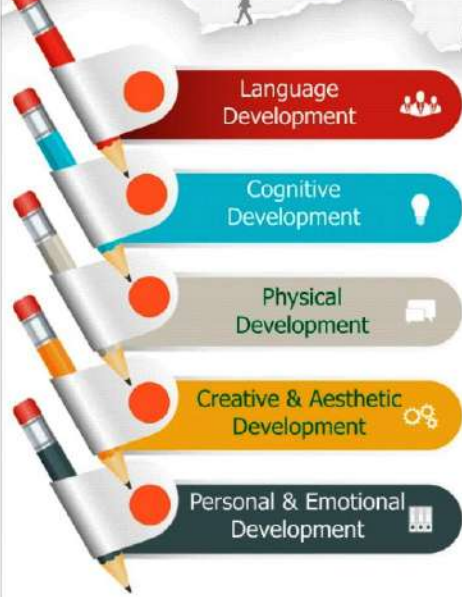 Language
Development
Cognitive
Development
Physical
Development
Creative & Aesthetic
Development
Personal & Emotional
Development